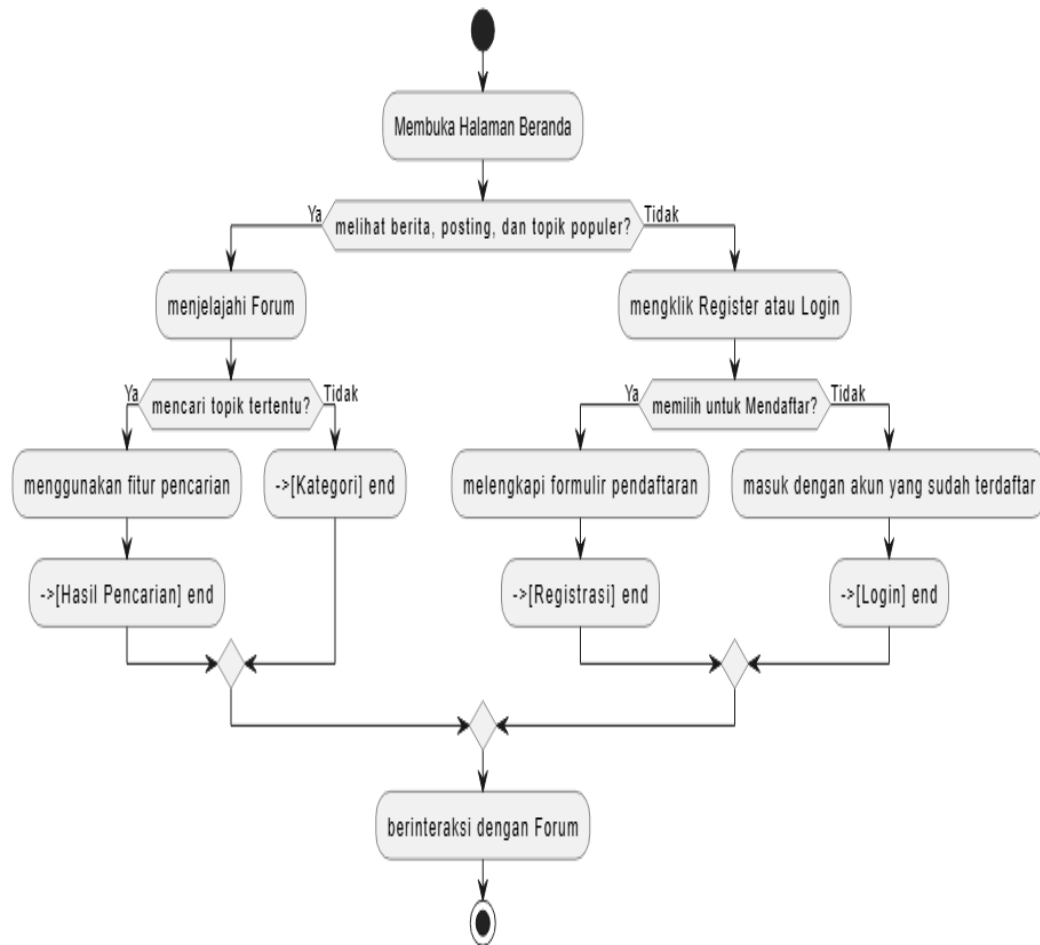 Membuka Halaman Beranda
Ya
melihat berita, posting, dan topik populer?
Tidak
menjelajahi Forum
mengklik Register atau Login
Ya
mencari topik tertentu?
Tidak
Ya
memilih untuk Mendaftar?
Tidak
menggunakan fitur pencarian
->[Kategori] end
melengkapi formulir pendaftaran
masuk dengan akun yang sudah terdaftar
->[Hasil Pencarian] end
->[Registrasi] end
->[Login] end
berinteraksi dengan Forum